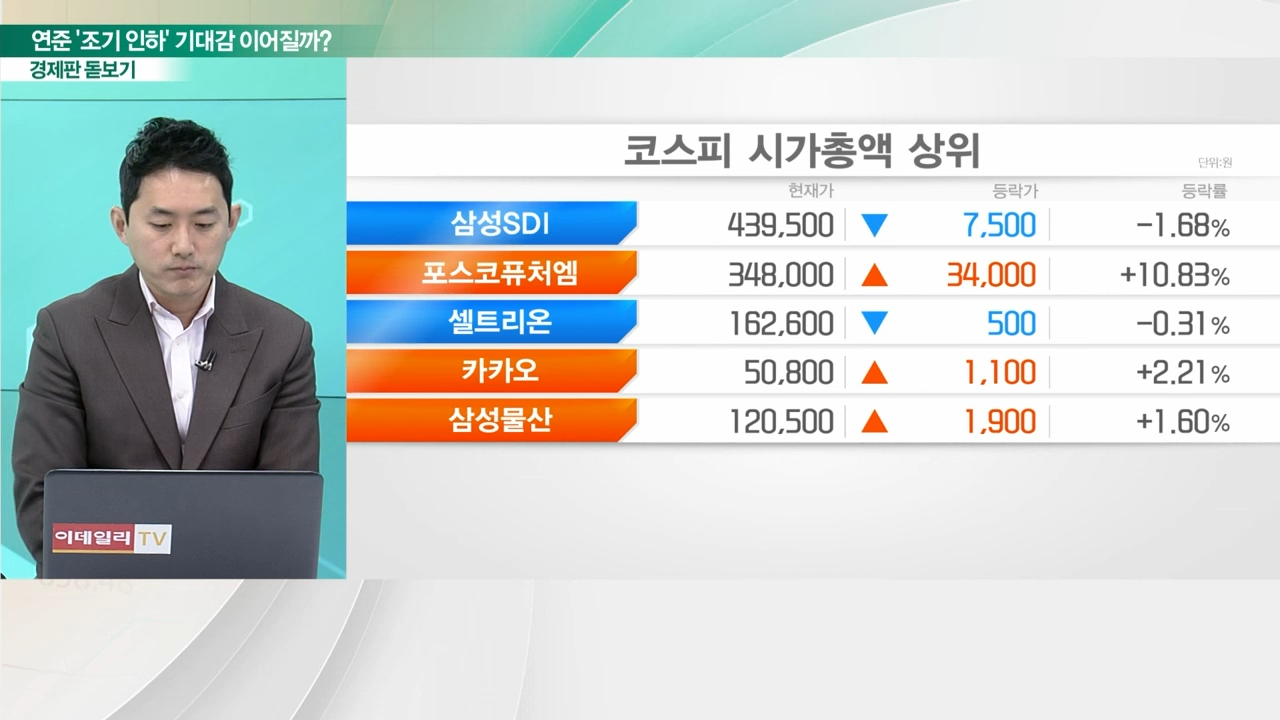 연준 '조기 인하' 기대감 이어질까?
경제판 돋보기
코스피 시가총액 상위
단위:원
현재가 등락가 등락률
삼성SDI 439,500 ▼ 7,500 -1.68%
포스코퓨처엠 348,000 ▲ 34,000 +10.83%
셀트리온 162,600 ▼ 500 -0.31%
카카오 50,800 ▲ 1,100 +2.21%
삼성물산 120,500 ▲ 1,900 +1.60%
이데일리 TV